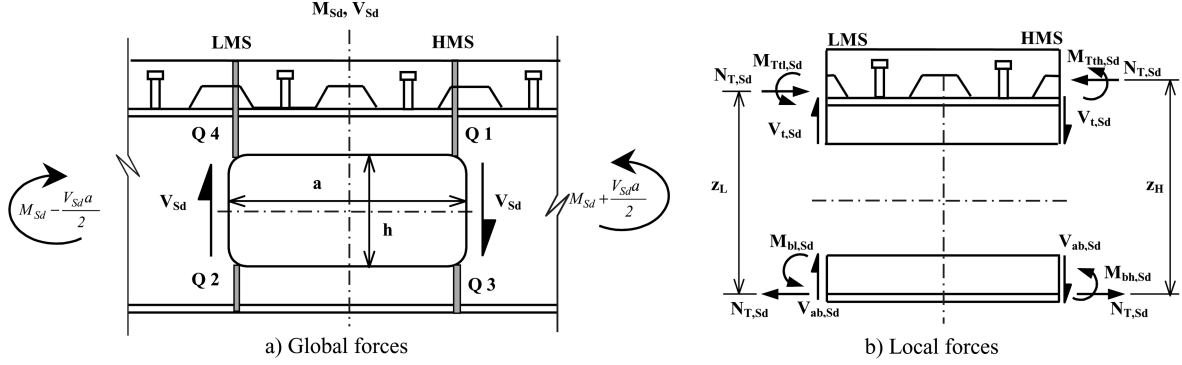 M_Sd, V_Sd
LMS
HMS
Q 4
Q 1
a
V_Sd
V_Sd
M_Sd − V_Sd a / 2
M_Sd + V_Sd a / 2
h
Q 2
Q 3
a) Global forces
LMS
HMS
M_Ttl,Sd
M_Tth,Sd
N_T,Sd
N_T,Sd
V_t,Sd
V_t,Sd
z_L
z_H
M_bl,Sd
V_ab,Sd
M_bh,Sd
N_T,Sd
V_ab,Sd
N_T,Sd
b) Local forces